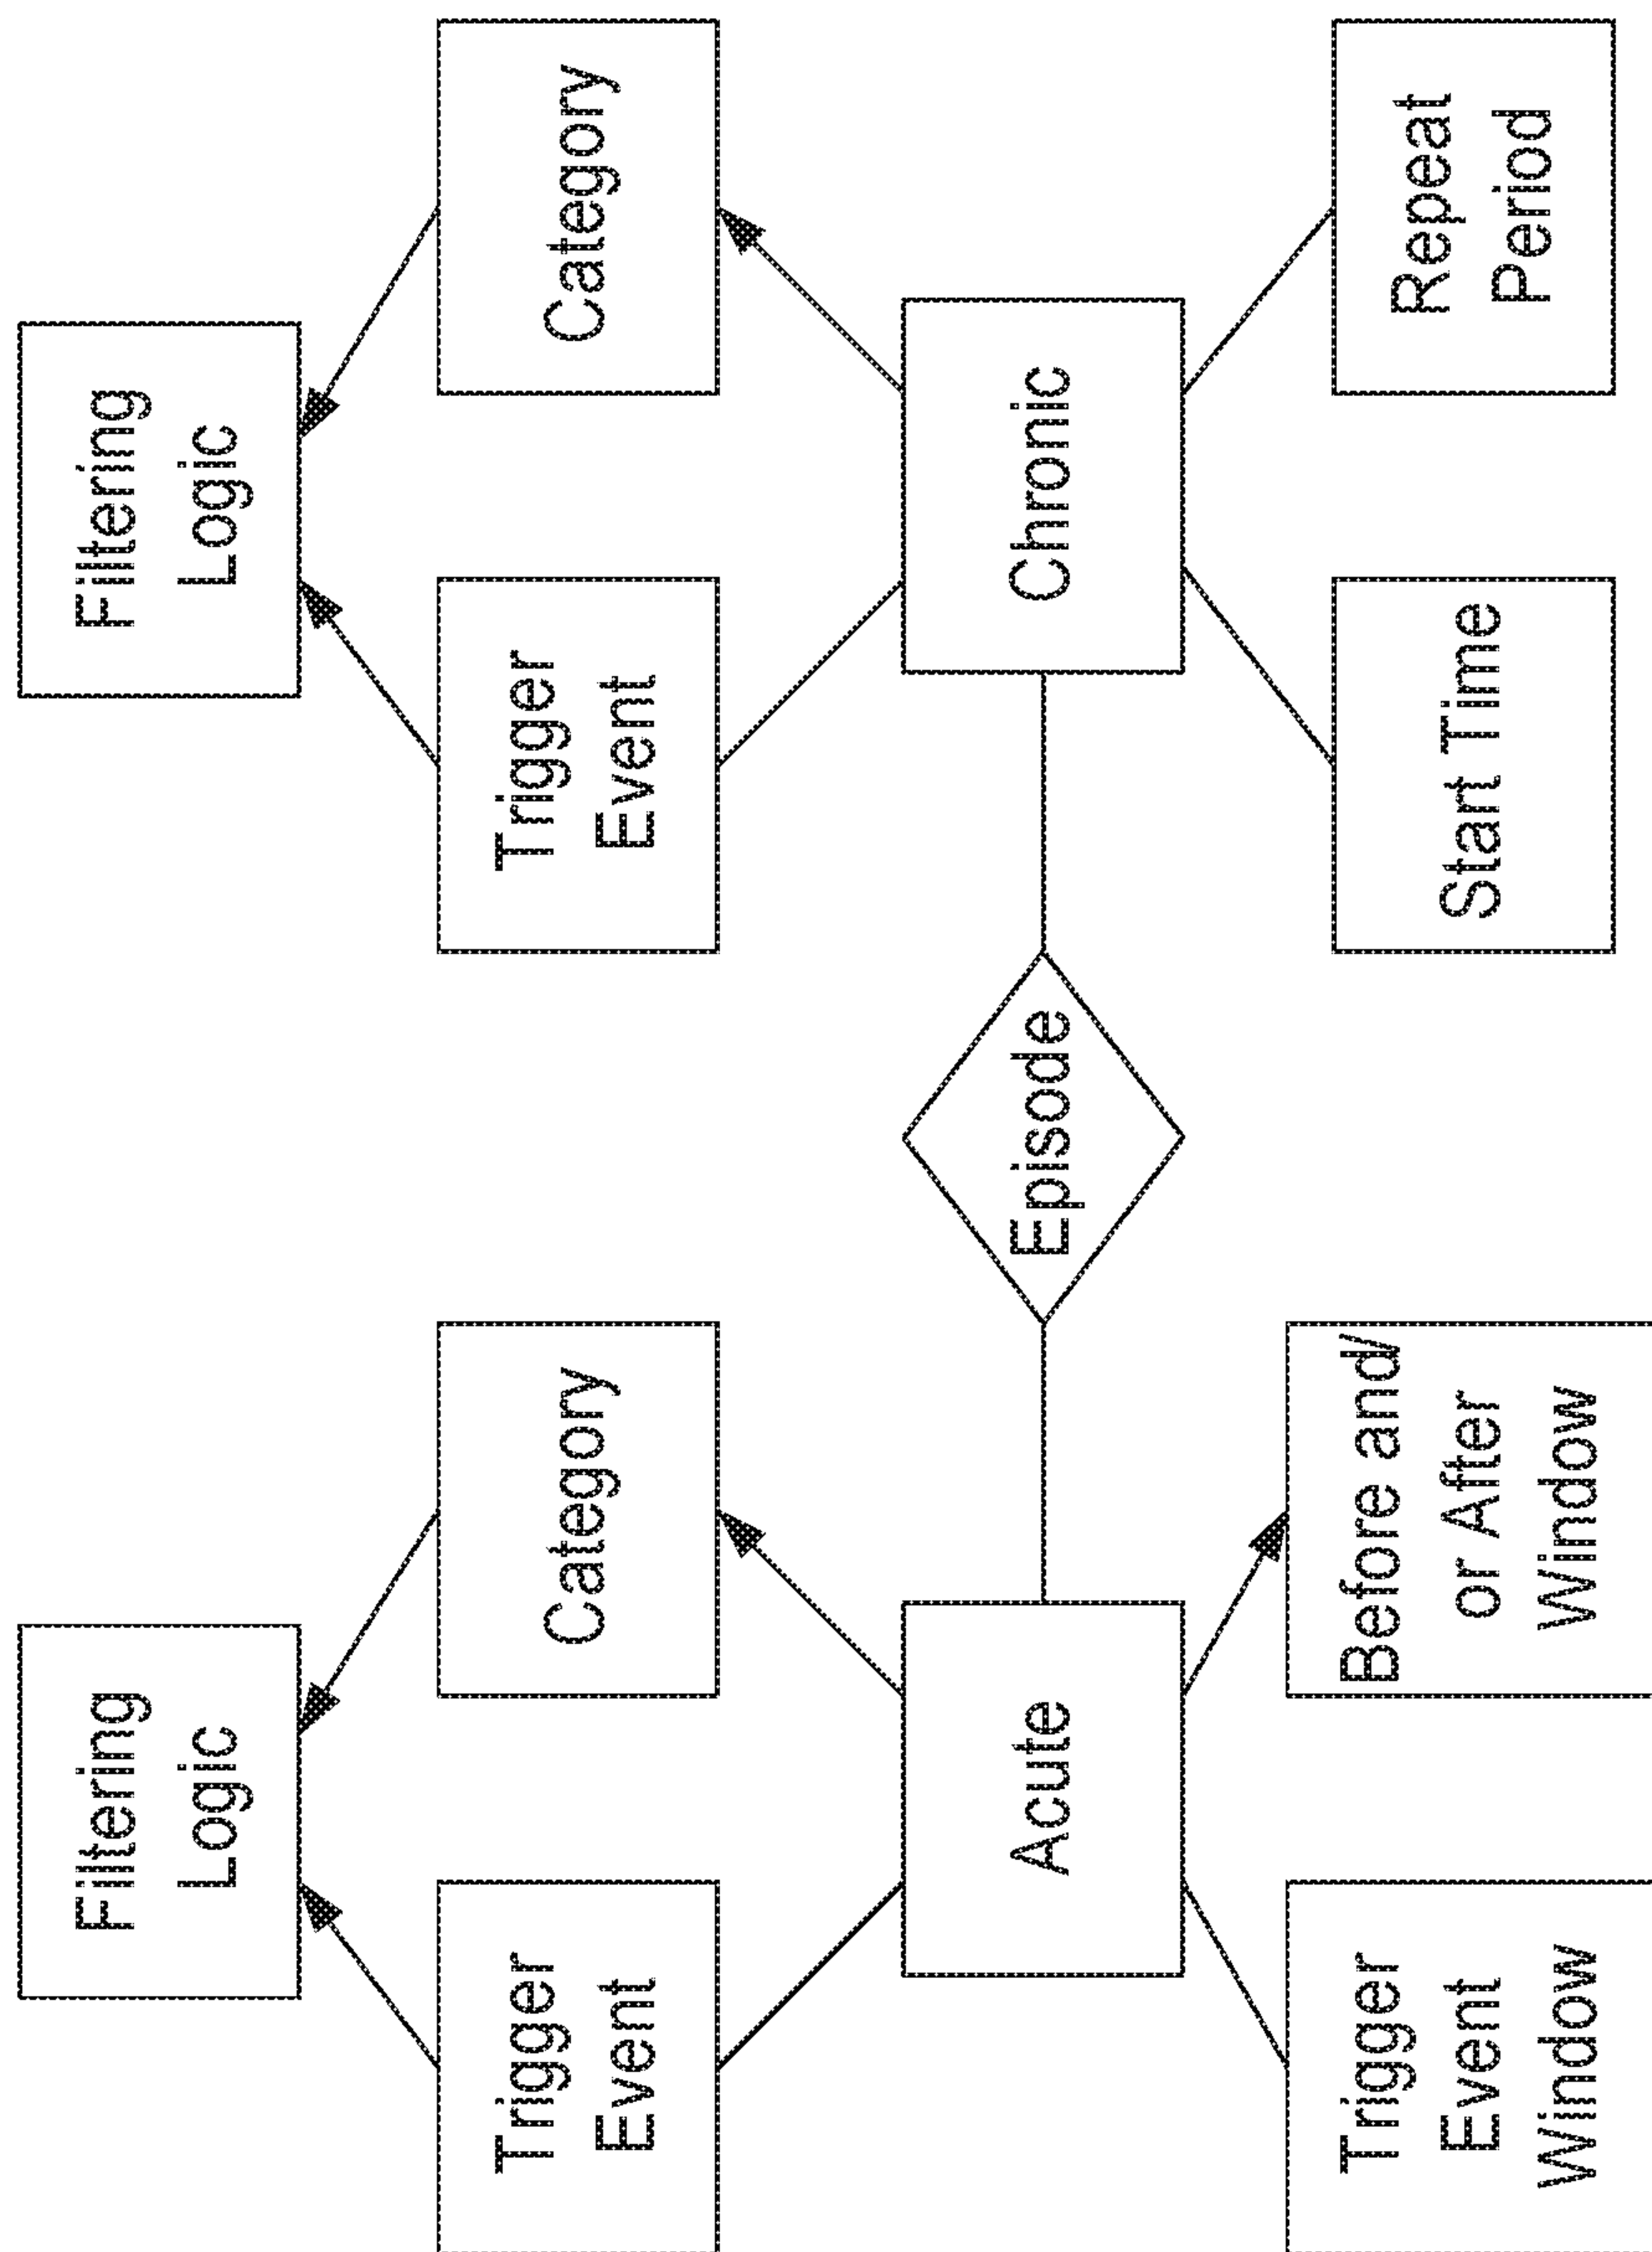 Filtering
Logic
Filtering
Logic
Trigger
Event
Category
Trigger
Event
Category
Acute
Episode
Chronic
Trigger
Event
Window
Before and/
or After
Window
Start Time
Repeat
Period